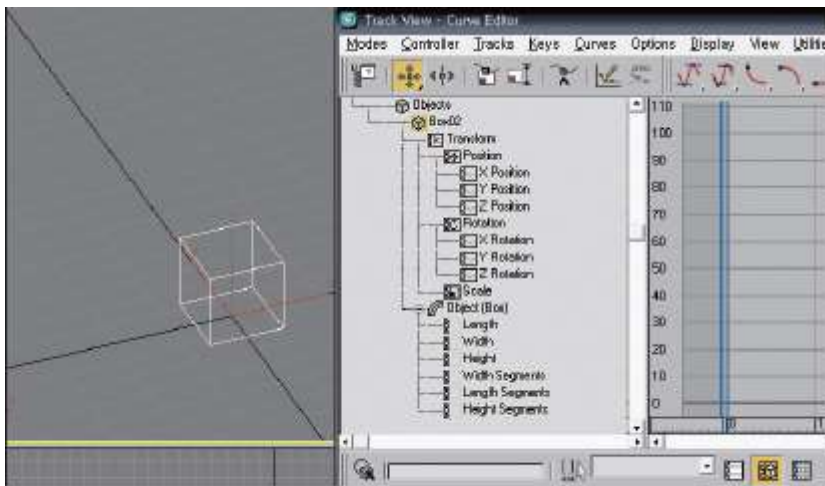 Track View - Curve Editor
Modes Controller Tracks Keys Curves Options Display View Utilitie
Objects
Box02
Transform
Position
X Position
Y Position
Z Position
Rotation
X Rotation
Y Rotation
Z Rotation
Scale
Object (Box)
Length
Width
Height
Width Segments
Length Segments
Height Segments
110
100
90
80
70
60
50
40
30
20
10
0
0